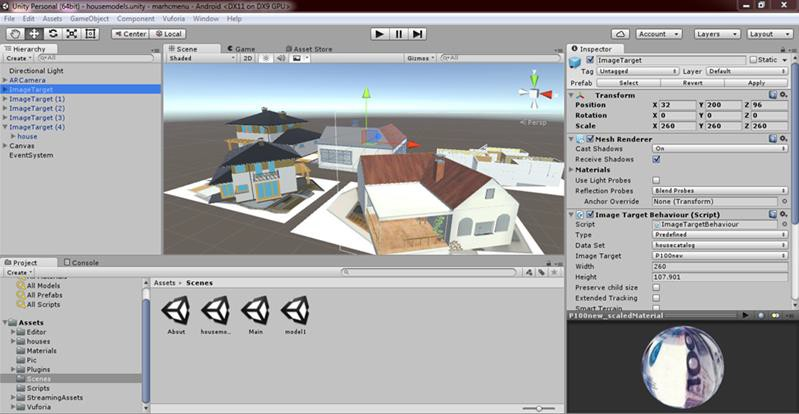 Unity Personal (64bit) - housemodels.unity - marhcmenu - Android <DX11 on DX9 GPU>
File Edit Assets GameObject Component Vuforia Window Help
Center Local Account Layers Layout
Hierarchy
Create All
Directional Light
ARCamera
ImageTarget
ImageTarget (1)
ImageTarget (2)
ImageTarget (3)
ImageTarget (4)
house
Canvas
EventSystem
Scene Game Asset Store
Shaded 2D Gizmos All
y
Persp
Inspector
ImageTarget Static
Tag Untagged Layer Default
Prefab Select Revert Apply
Transform
Position X 32 Y 200 Z 96
Rotation X 0 Y 0 Z 0
Scale X 260 Y 260 Z 260
Mesh Renderer
Cast Shadows On
Receive Shadows
Materials
Use Light Probes
Reflection Probes Blend Probes
Anchor Override None (Transform)
Image Target Behaviour (Script)
Script ImageTargetBehaviour
Type Predefined
Data Set housecatalog
Image Target P100new
Width 260
Height 107.901
Preserve child size
Extended Tracking
Smart Terrain
P100new_scaledMaterial
Project Console
Create
All Materials
All Models
All Prefabs
All Scripts
Assets
Editor
houses
Materials
Pic
Plugins
Scenes
Scripts
StreamingAssets
Vuforia
Assets Scenes
About housemo... Main model1